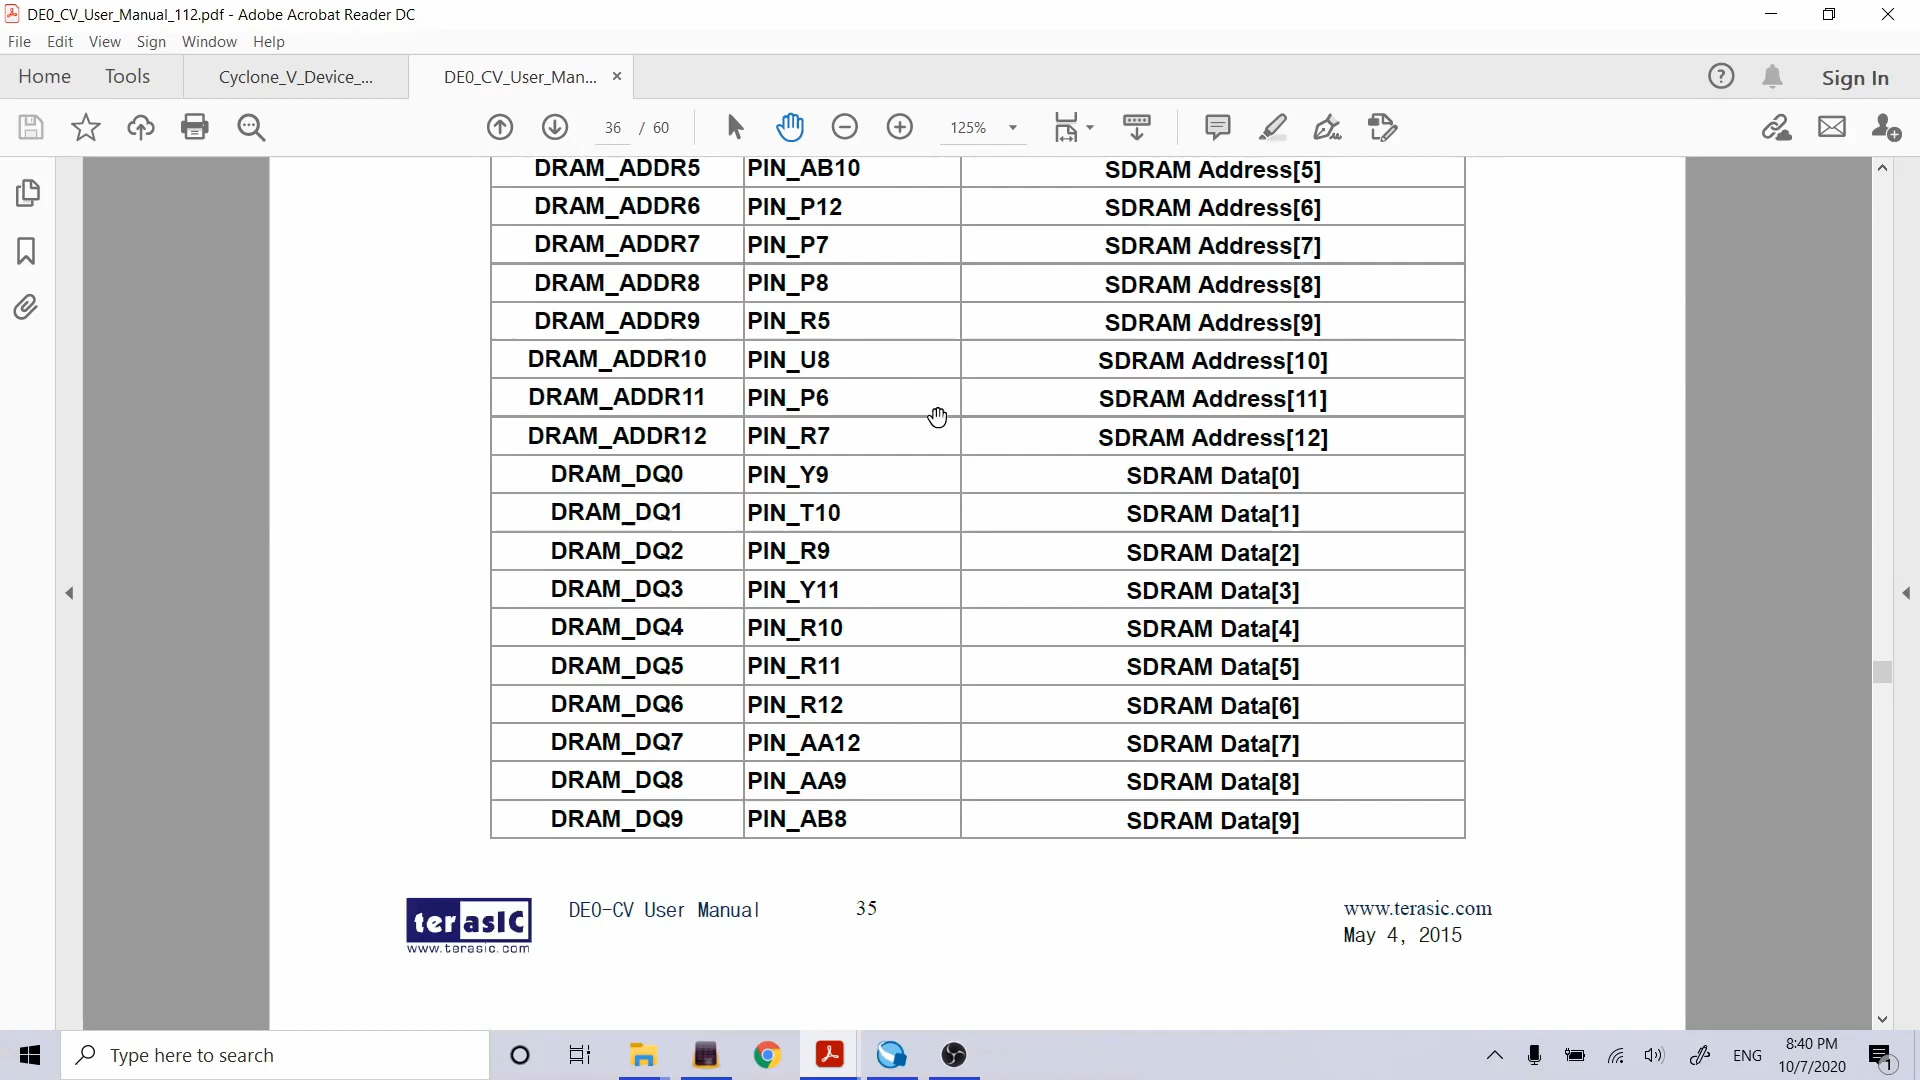 DE0_CV_User_Manual_112.pdf - Adobe Acrobat Reader DC
File Edit View Sign Window Help
Home Tools Cyclone_V_Device_... DE0_CV_User_Man... × Sign In
36 / 60 125%
DRAM_ADDR5 PIN_AB10 SDRAM Address[5]
DRAM_ADDR6 PIN_P12 SDRAM Address[6]
DRAM_ADDR7 PIN_P7 SDRAM Address[7]
DRAM_ADDR8 PIN_P8 SDRAM Address[8]
DRAM_ADDR9 PIN_R5 SDRAM Address[9]
DRAM_ADDR10 PIN_U8 SDRAM Address[10]
DRAM_ADDR11 PIN_P6 SDRAM Address[11]
DRAM_ADDR12 PIN_R7 SDRAM Address[12]
DRAM_DQ0 PIN_Y9 SDRAM Data[0]
DRAM_DQ1 PIN_T10 SDRAM Data[1]
DRAM_DQ2 PIN_R9 SDRAM Data[2]
DRAM_DQ3 PIN_Y11 SDRAM Data[3]
DRAM_DQ4 PIN_R10 SDRAM Data[4]
DRAM_DQ5 PIN_R11 SDRAM Data[5]
DRAM_DQ6 PIN_R12 SDRAM Data[6]
DRAM_DQ7 PIN_AA12 SDRAM Data[7]
DRAM_DQ8 PIN_AA9 SDRAM Data[8]
DRAM_DQ9 PIN_AB8 SDRAM Data[9]
terasIC DE0-CV User Manual 35 www.terasic.com
www.terasic.com May 4, 2015
Type here to search ENG 8:40 PM
10/7/2020 1